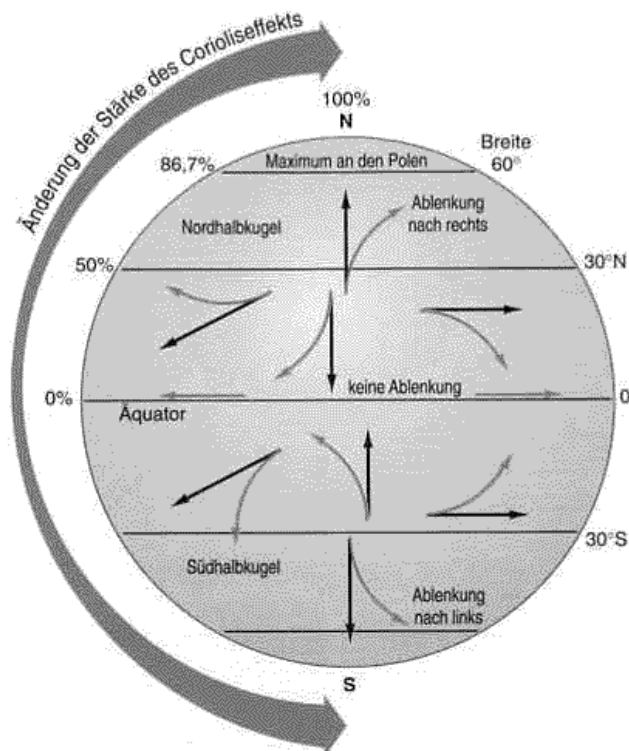 Änderung der Stärke des Corioliseffekts
100%
N
Breite
86,7%
Maximum an den Polen
60°
Nordhalbkugel
Ablenkung
nach rechts
50%
30°N
0%
keine Ablenkung
0
Äquator
30°S
Südhalbkugel
Ablenkung
nach links
S